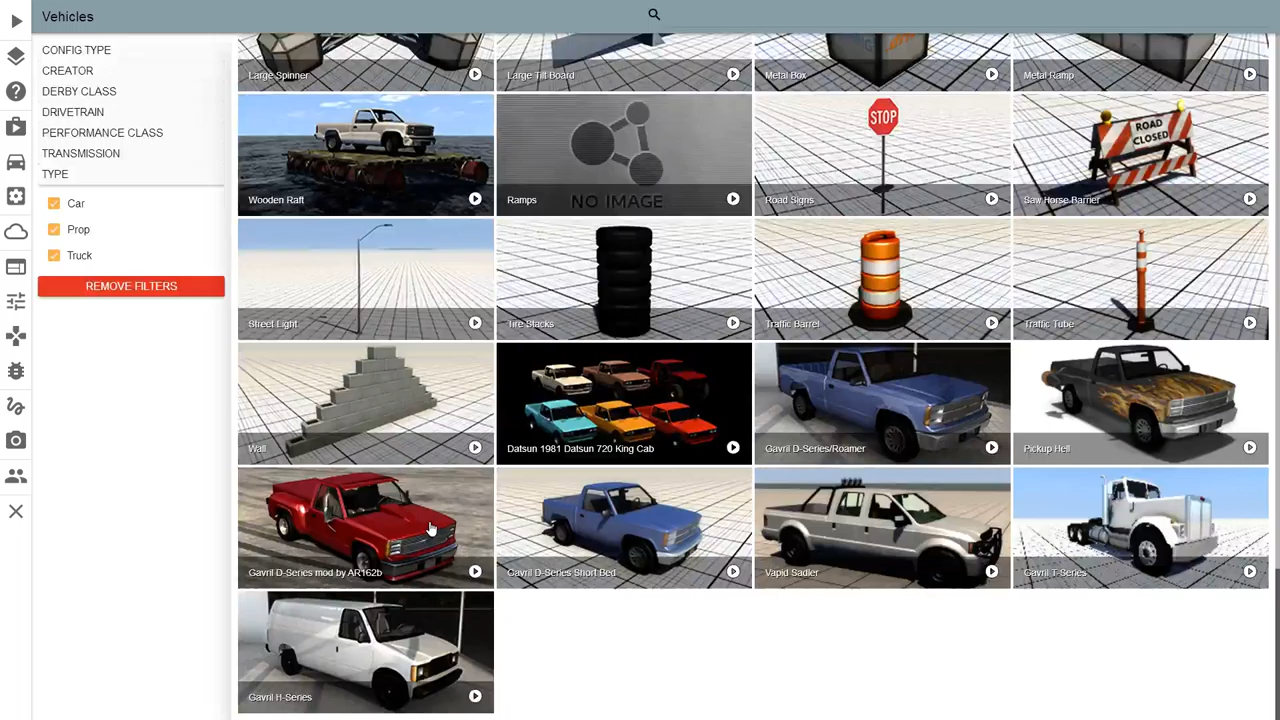 Vehicles
CONFIG TYPE
CREATOR
DERBY CLASS
DRIVETRAIN
PERFORMANCE CLASS
TRANSMISSION
TYPE
Car
Prop
Truck
REMOVE FILTERS
Large Spinner
Large Tilt Board
Metal Box
Metal Ramp
Wooden Raft
NO IMAGE
Ramps
STOP
Road Signs
ROAD
CLOSED
Saw Horse Barrier
Street Light
Tire Stacks
Traffic Barrel
Traffic Tube
Wall
Datsun 1981 Datsun 720 King Cab
Gavril D-Series/Roamer
Pickup Hell
Gavril D-Series mod by AR162b
Gavril D-Series Short Bed
Vapid Sadler
Gavril T-Series
Gavril H-Series